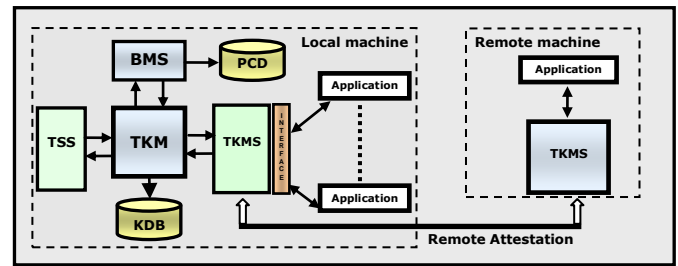 Local machine
Remote machine
BMS
PCD
Application
Application
TSS
TKM
TKMS
INTERFACE
TKMS
Application
KDB
Remote Attestation